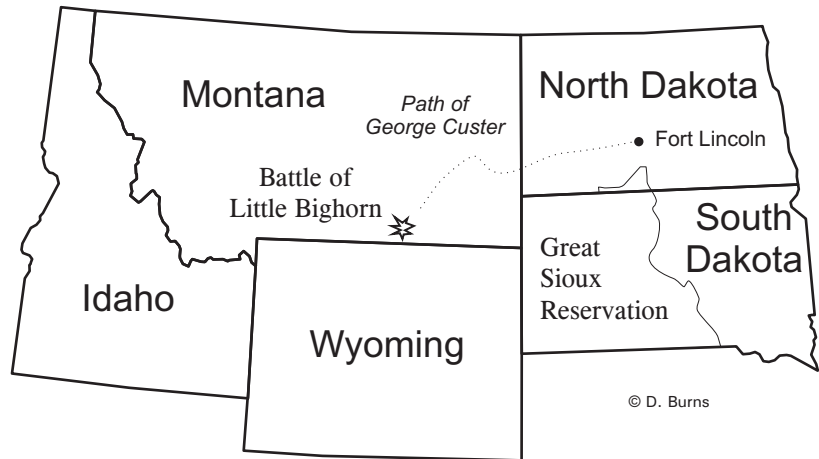 Montana
Path of
George Custer
North Dakota
Fort Lincoln
Battle of
Little Bighorn
South
Dakota
Great
Sioux
Reservation
Idaho
Wyoming
© D. Burns